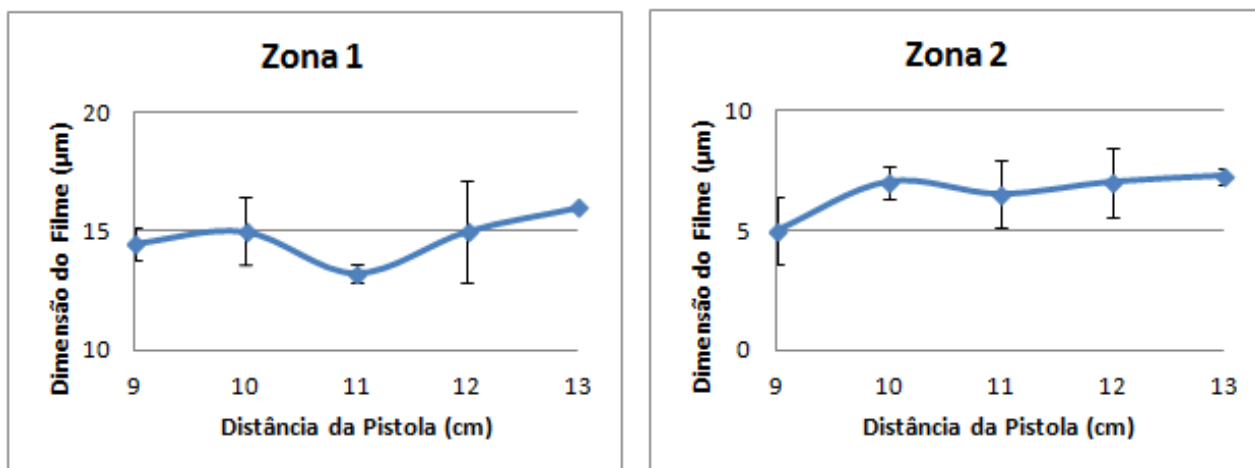 Zona 1
Dimensão do Filme (µm)
20
15
10
9 10 11 12 13
Distância da Pistola (cm)
Zona 2
Dimensão do Filme (µm)
10
5
0
9 10 11 12 13
Distância da Pistola (cm)